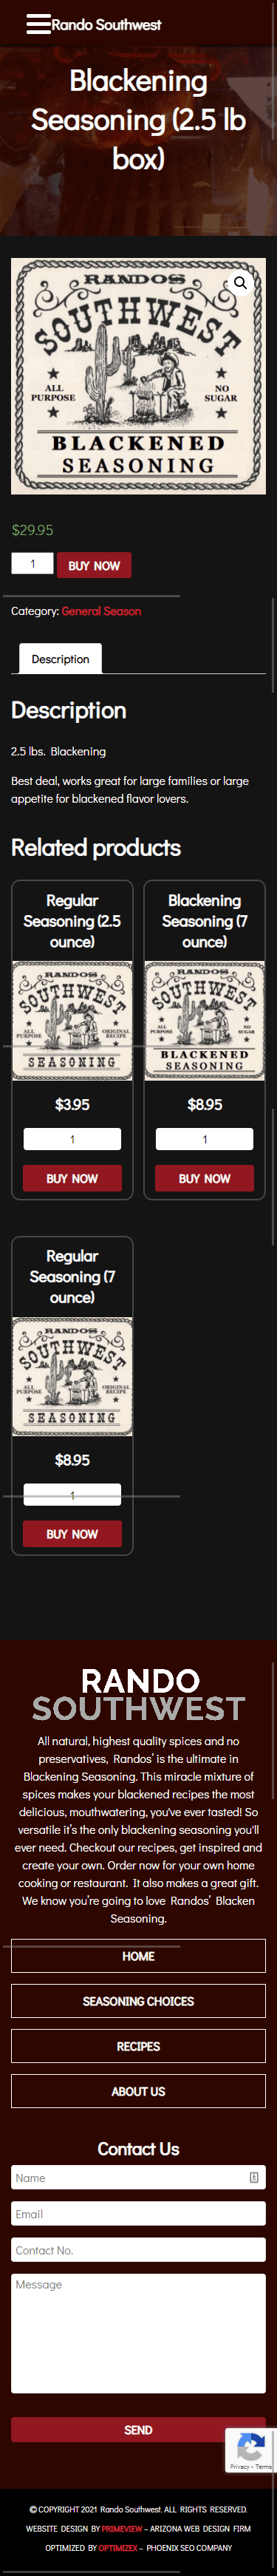 Rando Southwest
Blackening
Seasoning (2.5 lb
box)
RANDOS
SOUTHWEST
ALL
PURPOSE
NO
SUGAR
BLACKENED
SEASONING
$29.95
1
BUY NOW
Category: General Season
Description
Description
2.5 lbs. Blackening
Best deal, works great for large families or large
appetite for blackened flavor lovers.
Related products
Regular
Seasoning (2.5
ounce)
RANDOS
SOUTHWEST
ALL
PURPOSE
ORIGINAL
RECIPE
SEASONING
$3.95
1
BUY NOW
Blackening
Seasoning (7
ounce)
RANDOS
SOUTHWEST
ALL
PURPOSE
NO
SUGAR
BLACKENED
SEASONING
$8.95
1
BUY NOW
Regular
Seasoning (7
ounce)
RANDOS
SOUTHWEST
ALL
PURPOSE
ORIGINAL
RECIPE
SEASONING
$8.95
1
BUY NOW
RANDO
SOUTHWEST
All natural, highest quality spices and no
preservatives, Randos' is the ultimate in
Blackening Seasoning. This miracle mixture of
spices makes your blackened recipes the most
delicious, mouthwatering, you've ever tasted! So
versatile it's the only blackening seasoning you'll
ever need. Checkout our recipes, get inspired and
create your own. Order now for your own home
cooking or restaurant. It also makes a great gift.
We know you're going to love Randos' Blacken
Seasoning.
HOME
SEASONING CHOICES
RECIPES
ABOUT US
Contact Us
Name
Email
Contact No.
Message
SEND
Privacy - Terms
© COPYRIGHT 2021 Rando Southwest. ALL RIGHTS RESERVED.
WEBSITE DESIGN BY PRIMEVIEW – ARIZONA WEB DESIGN FIRM
OPTIMIZED BY OPTIMIZEX – PHOENIX SEO COMPANY